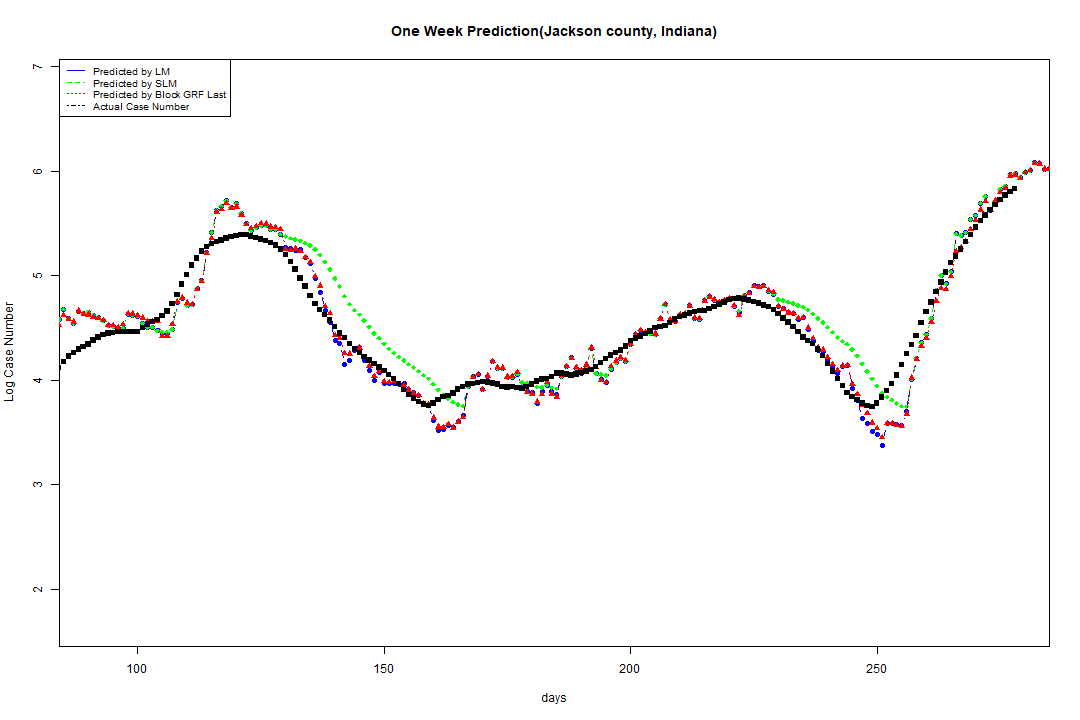 One Week Prediction(Jackson county, Indiana)
7
6
5
4
3
2
Log Case Number
Predicted by LM
Predicted by SLM
Predicted by Block GRF Last
Actual Case Number
100
150
200
250
days